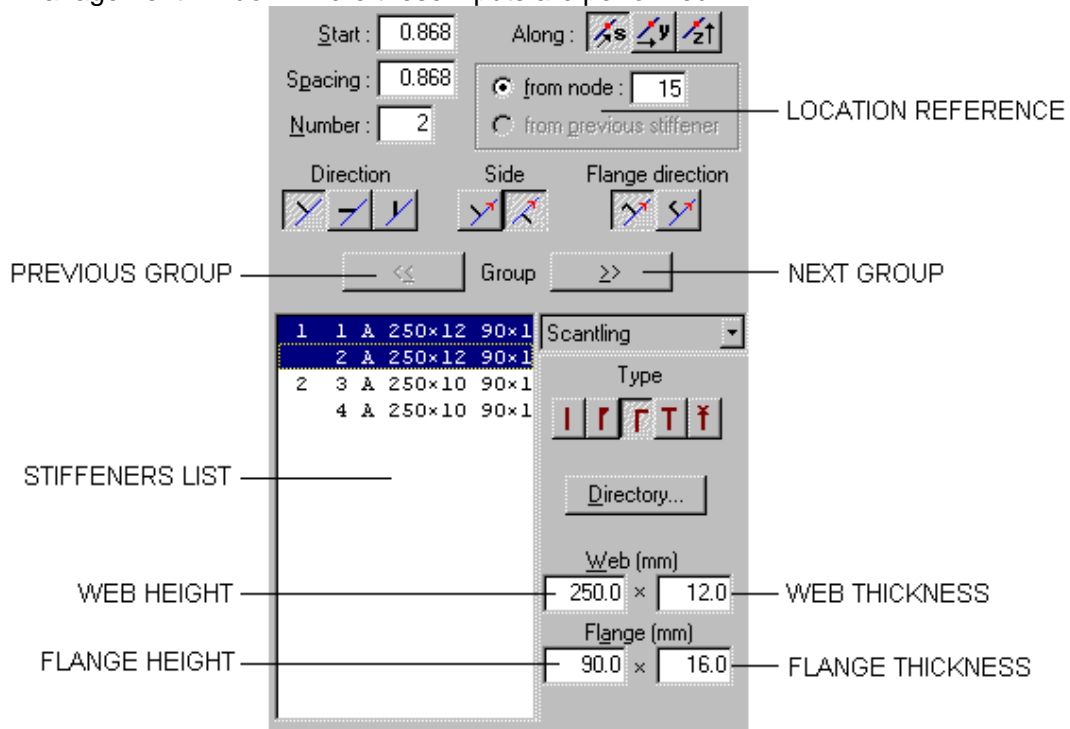 Start : 0.868 Along : s y z
Spacing : 0.868 from node : 15
LOCATION REFERENCE
Number : 2 from previous stiffener
Direction Side Flange direction
PREVIOUS GROUP << Group >> NEXT GROUP
1 1 A 250×12 90×1 Scantling
2 A 250×12 90×1
2 3 A 250×10 90×1
4 A 250×10 90×1
Type
STIFFENERS LIST
Directory...
Web (mm)
WEB HEIGHT 250.0 × 12.0 WEB THICKNESS
Flange (mm)
FLANGE HEIGHT 90.0 × 16.0 FLANGE THICKNESS